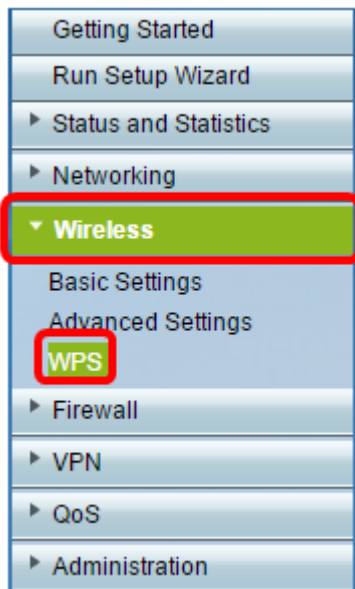 Getting Started
Run Setup Wizard
Status and Statistics
Networking
Wireless
Basic Settings
Advanced Settings
WPS
Firewall
VPN
QoS
Administration